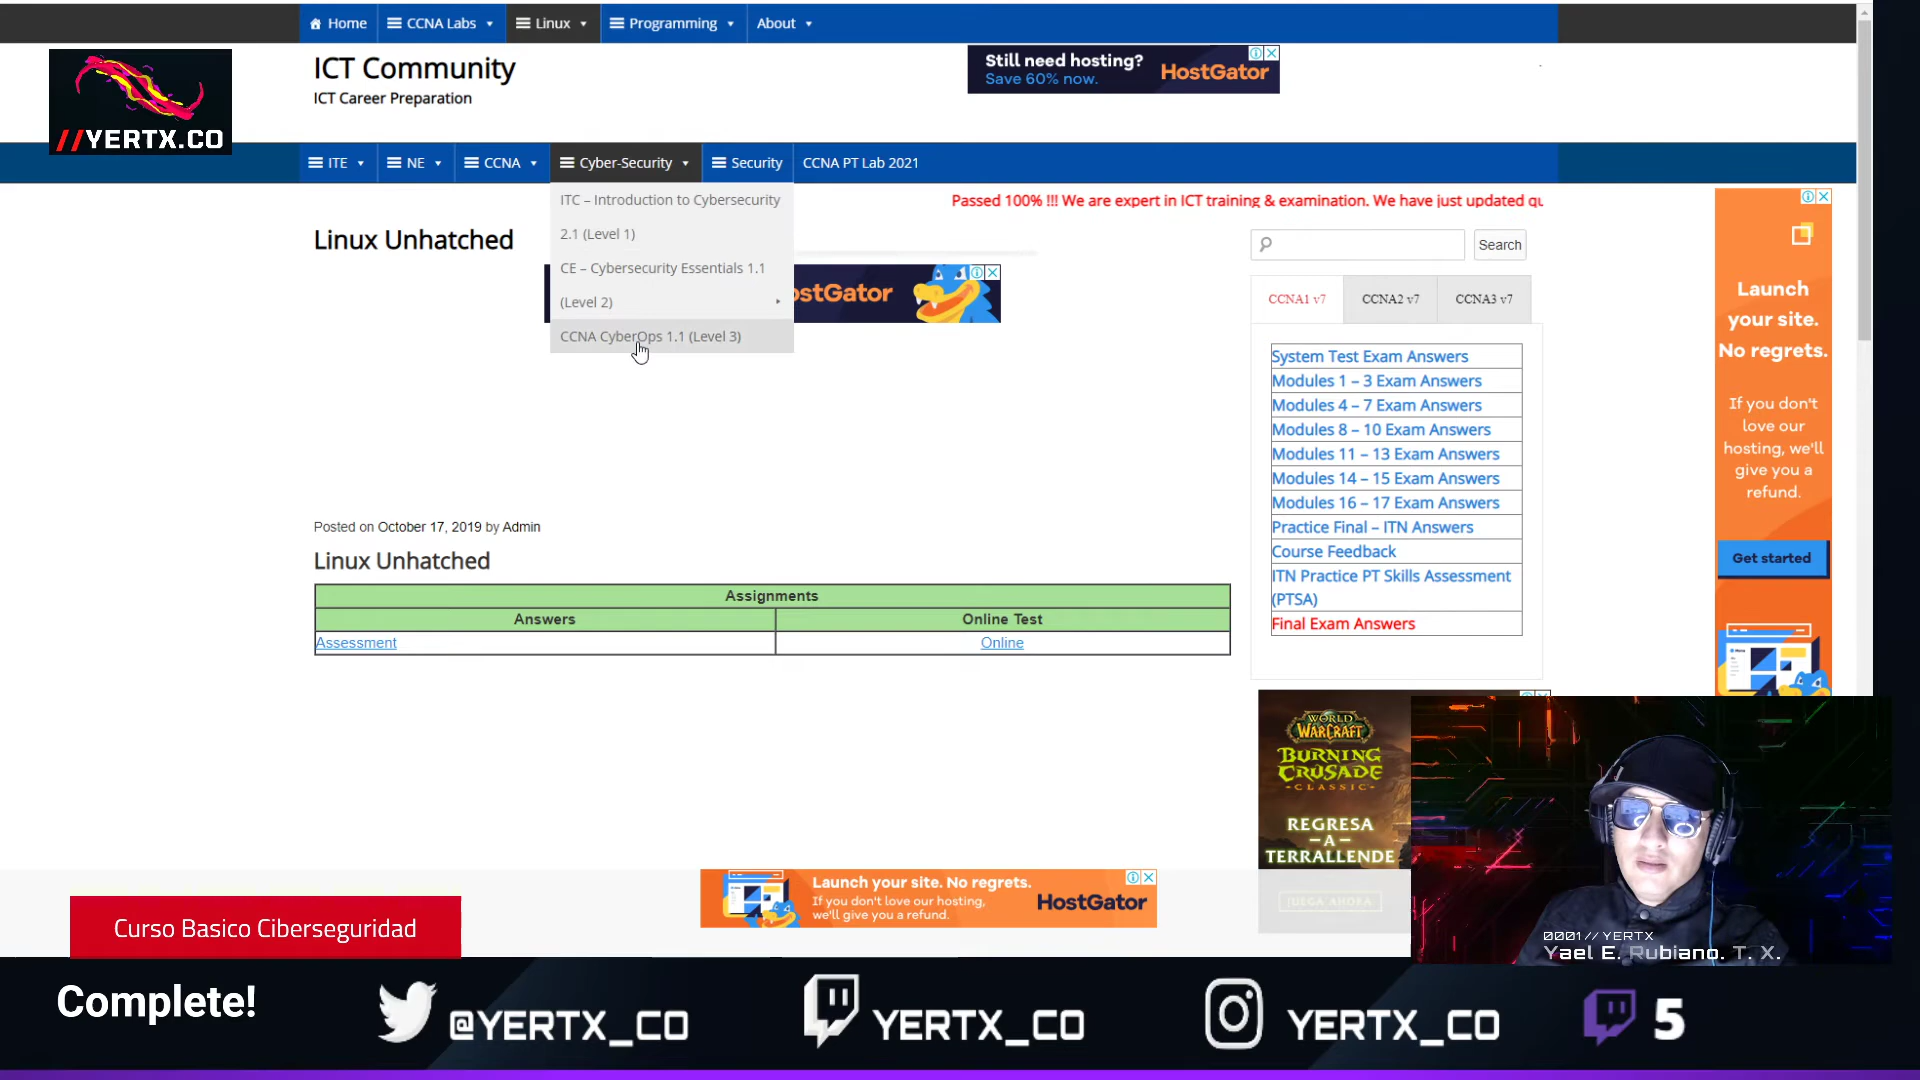 Home
CCNA Labs
Linux
Programming
About
//YERTX.CO
ICT Community
ICT Career Preparation
Still need hosting?
Save 60% now.
HostGator
ITE
NE
CCNA
Cyber-Security
Security
CCNA PT Lab 2021
ITC – Introduction to Cybersecurity
2.1 (Level 1)
CE – Cybersecurity Essentials 1.1
(Level 2)
CCNA CyberOps 1.1 (Level 3)
Passed 100% !!! We are expert in ICT training & examination. We have just updated qu
Linux Unhatched
stGator
Search
CCNA1 v7
CCNA2 v7
CCNA3 v7
System Test Exam Answers
Modules 1 – 3 Exam Answers
Modules 4 – 7 Exam Answers
Modules 8 – 10 Exam Answers
Modules 11 – 13 Exam Answers
Modules 14 – 15 Exam Answers
Modules 16 – 17 Exam Answers
Practice Final – ITN Answers
Course Feedback
ITN Practice PT Skills Assessment
(PTSA)
Final Exam Answers
Launch
your site.
No regrets.
If you don't
love our
hosting, we'll
give you a
refund.
Get started
Posted on October 17, 2019 by Admin
Linux Unhatched
Assignments
Answers
Online Test
Assessment
Online
WORLD
WARCRAFT
BURNING
CRUSADE
-CLASSIC-
REGRESA
–A–
TERRALLENDE
JUEGA AHORA
Launch your site. No regrets.
If you don't love our hosting,
we'll give you a refund.
HostGator
Curso Basico Ciberseguridad
0001 // YERTX
Yael E. Rubiano. T. X.
Complete!
@YERTX_CO
YERTX_CO
YERTX_CO
5